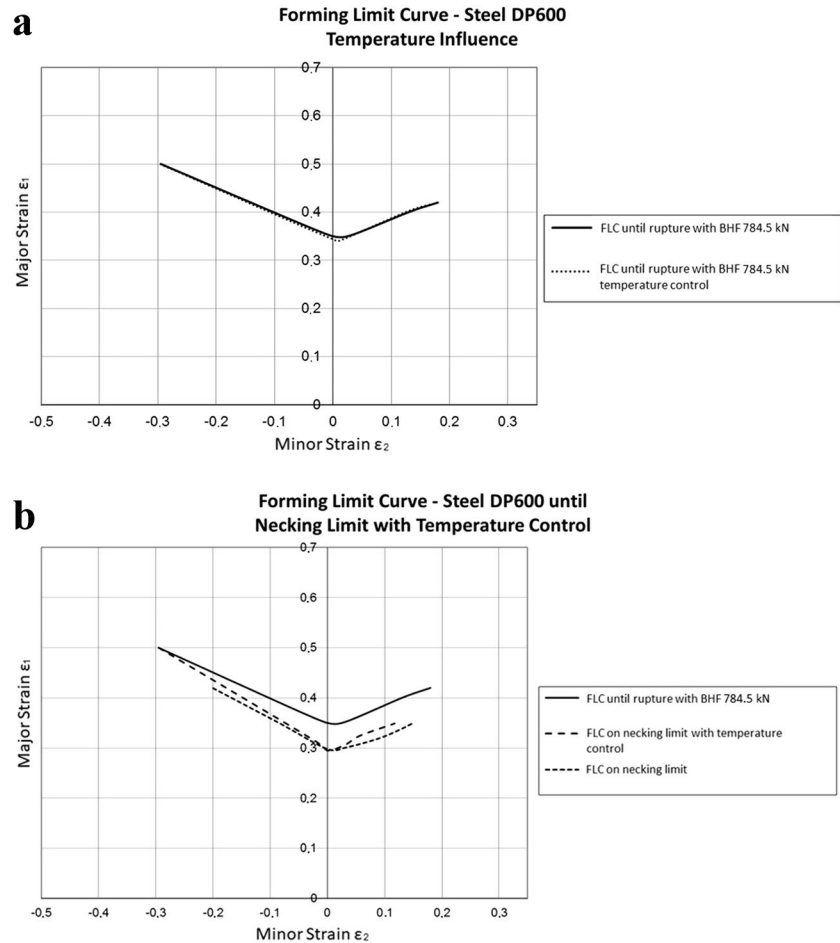 a
Forming Limit Curve - Steel DP600
Temperature Influence
0.7
0.6
0.5
0.4
0.3
0.2
0.1
0
Major Strain ε₁
-0.5 -0.4 -0.3 -0.2 -0.1 0 0.1 0.2 0.3
Minor Strain ε₂
FLC until rupture with BHF 784.5 kN
FLC until rupture with BHF 784.5 kN
temperature control
b
Forming Limit Curve - Steel DP600 until
Necking Limit with Temperature Control
0.7
0.6
0.5
0.4
0.3
0.2
0.1
0
Major Strain ε₁
-0.5 -0.4 -0.3 -0.2 -0.1 0 0.1 0.2 0.3
Minor Strain ε₂
FLC until rupture with BHF 784.5 kN
FLC on necking limit with temperature
control
FLC on necking limit